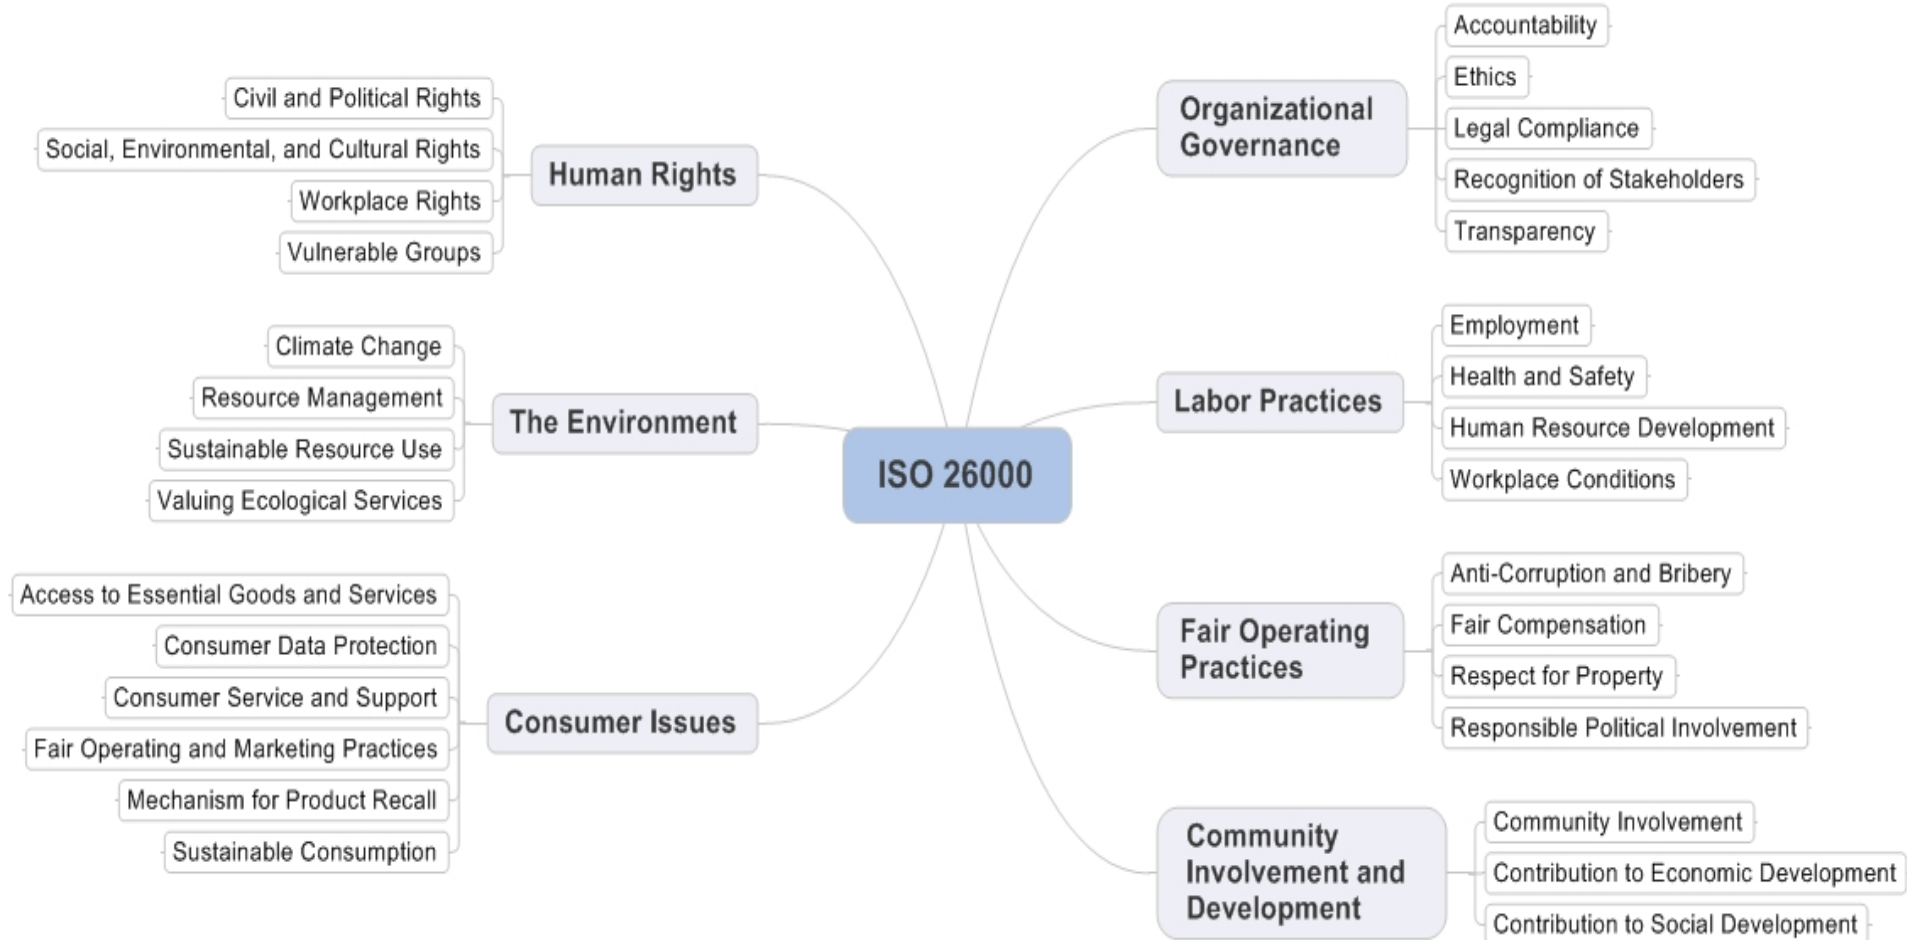 ISO 26000
Human Rights
Civil and Political Rights
Social, Environmental, and Cultural Rights
Workplace Rights
Vulnerable Groups
The Environment
Climate Change
Resource Management
Sustainable Resource Use
Valuing Ecological Services
Consumer Issues
Access to Essential Goods and Services
Consumer Data Protection
Consumer Service and Support
Fair Operating and Marketing Practices
Mechanism for Product Recall
Sustainable Consumption
Organizational
Governance
Accountability
Ethics
Legal Compliance
Recognition of Stakeholders
Transparency
Labor Practices
Employment
Health and Safety
Human Resource Development
Workplace Conditions
Fair Operating
Practices
Anti-Corruption and Bribery
Fair Compensation
Respect for Property
Responsible Political Involvement
Community
Involvement and
Development
Community Involvement
Contribution to Economic Development
Contribution to Social Development